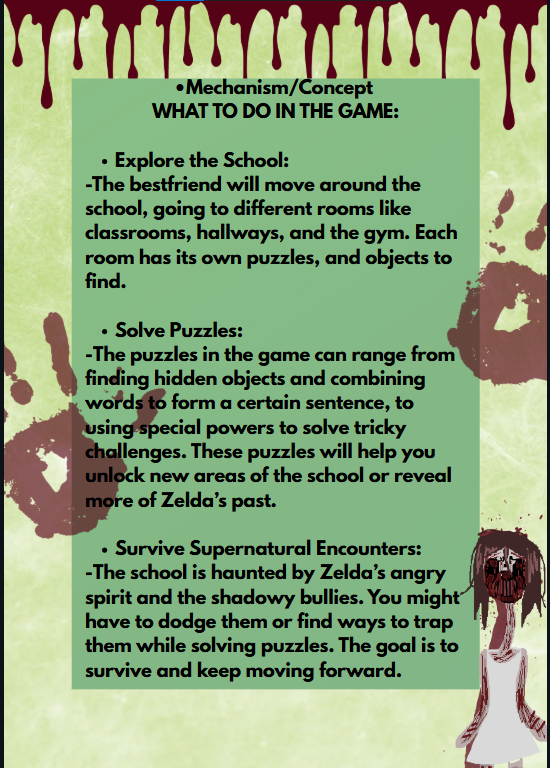 •Mechanism/Concept
WHAT TO DO IN THE GAME:
• Explore the School:
-The bestfriend will move around the
school, going to different rooms like
classrooms, hallways, and the gym. Each
room has its own puzzles, and objects to
find.
• Solve Puzzles:
-The puzzles in the game can range from
finding hidden objects and combining
words to form a certain sentence, to
using special powers to solve tricky
challenges. These puzzles will help you
unlock new areas of the school or reveal
more of Zelda’s past.
• Survive Supernatural Encounters:
-The school is haunted by Zelda’s angry
spirit and the shadowy bullies. You might
have to dodge them or find ways to trap
them while solving puzzles. The goal is to
survive and keep moving forward.